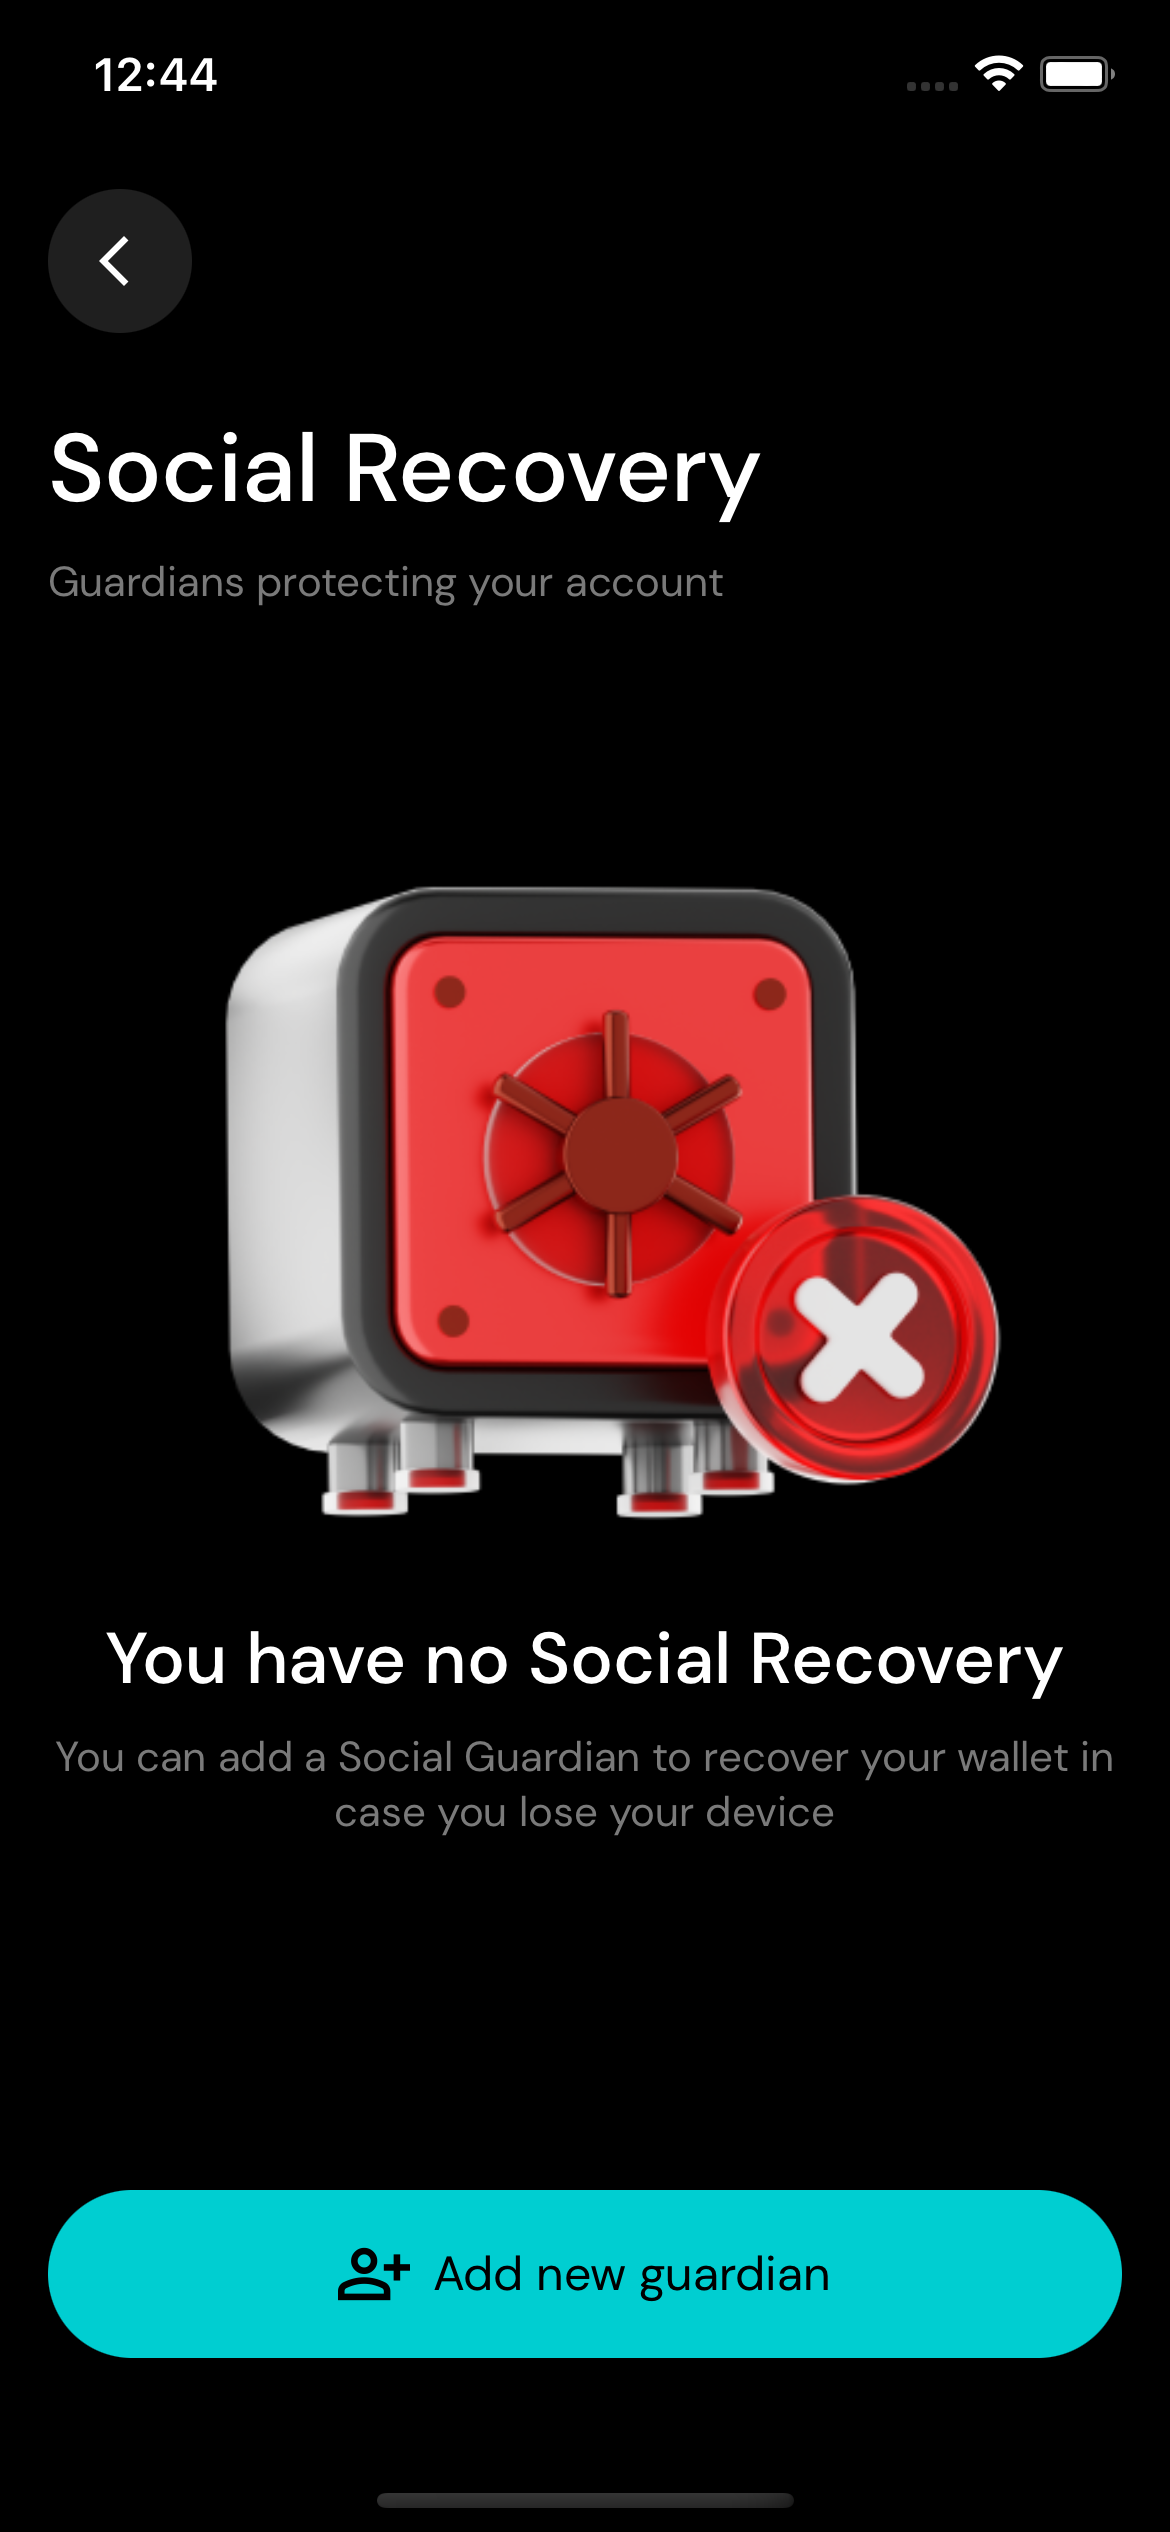 12:44
Social Recovery
Guardians protecting your account
You have no Social Recovery
You can add a Social Guardian to recover your wallet in
case you lose your device
Add new guardian